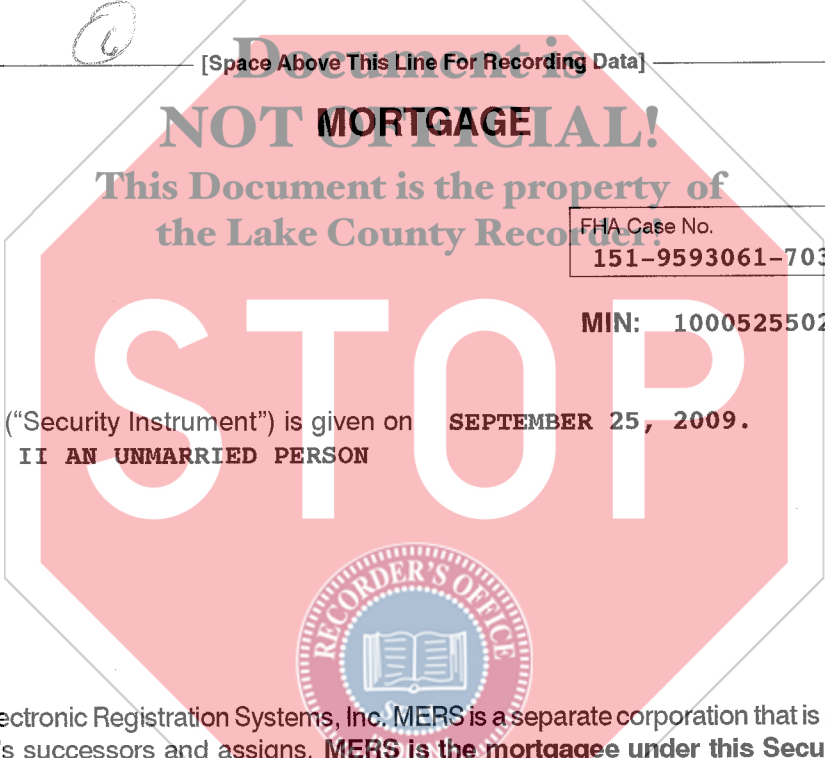 [Space Above This Line For Recording Data]
Document is
MORTGAGE
NOT OFFICIAL!
This Document is the property of
the Lake County Recorder!
FHA Case No.
151-9593061-703
MIN: 1000525502
STOP
("Security Instrument") is given on SEPTEMBER 25, 2009.
II AN UNMARRIED PERSON
RECORDER'S OFFICE
ectronic Registration Systems, Inc. MERS is a separate corporation that is
's successors and assigns. MERS is the mortgagee under this Secu